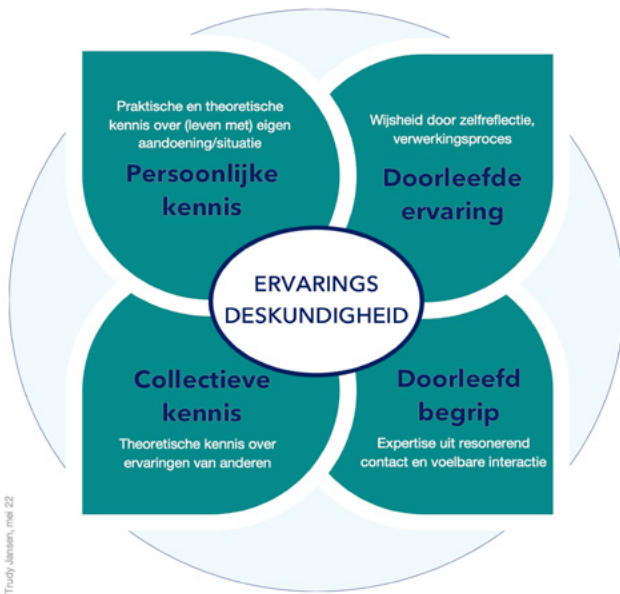 Praktische en theoretische
kennis over (leven met) eigen
aandoening/situatie
Persoonlijke
kennis
Wijsheid door zelfreflectie,
verwerkingsproces
Doorleefde
ervaring
ERVARINGS
DESKUNDIGHEID
Collectieve
kennis
Theoretische kennis over
ervaringen van anderen
Doorleefd
begrip
Expertise uit resonerend
contact en voelbare interactie
Trudy Jansen, mei 22